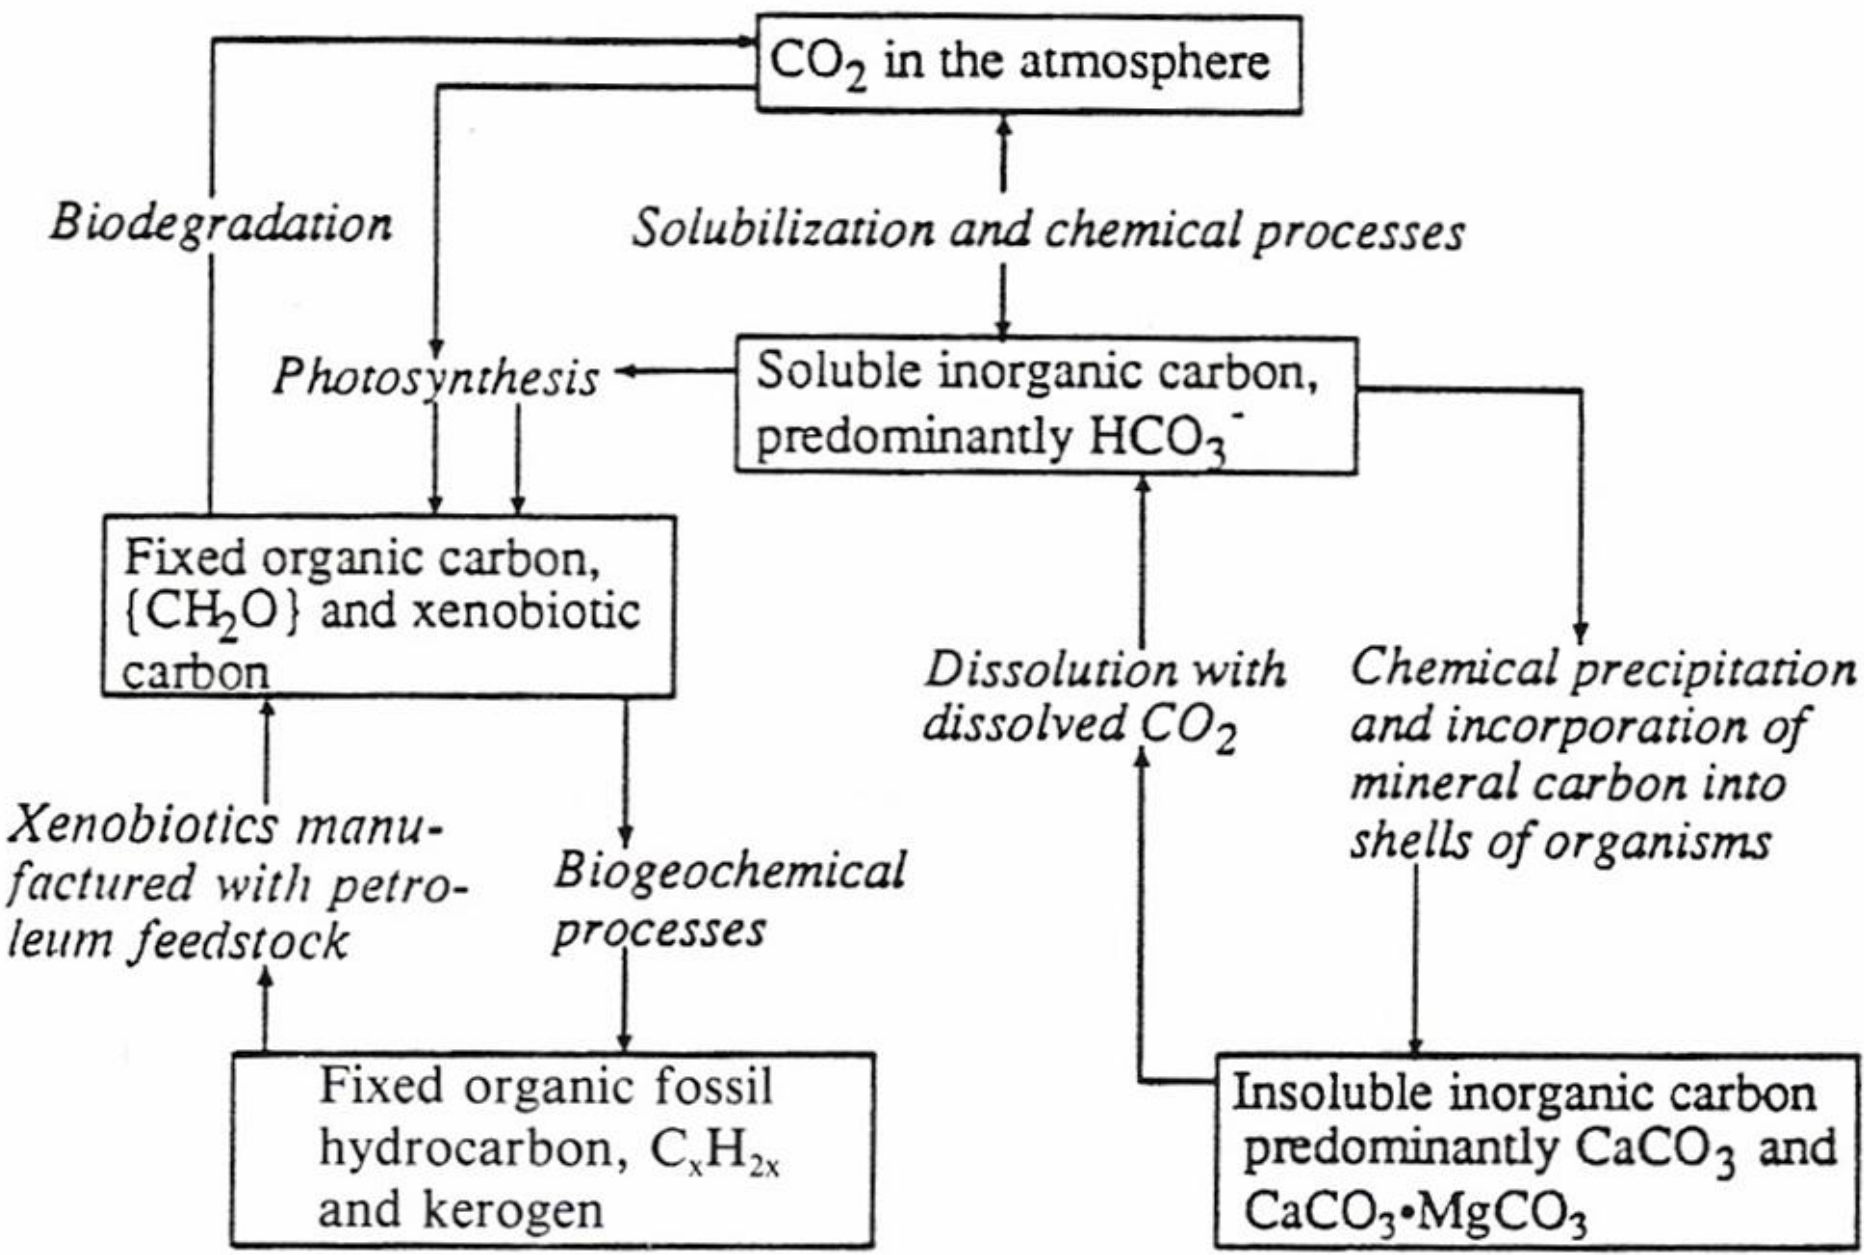 CO₂ in the atmosphere
Biodegradation
Solubilization and chemical processes
Photosynthesis
Soluble inorganic carbon,
predominantly HCO₃⁻
Fixed organic carbon,
{CH₂O} and xenobiotic
carbon
Dissolution with
dissolved CO₂
Chemical precipitation
and incorporation of
mineral carbon into
shells of organisms
Xenobiotics manu-
factured with petro-
leum feedstock
Biogeochemical
processes
Fixed organic fossil
hydrocarbon, CₓH₂ₓ
and kerogen
Insoluble inorganic carbon
predominantly CaCO₃ and
CaCO₃•MgCO₃